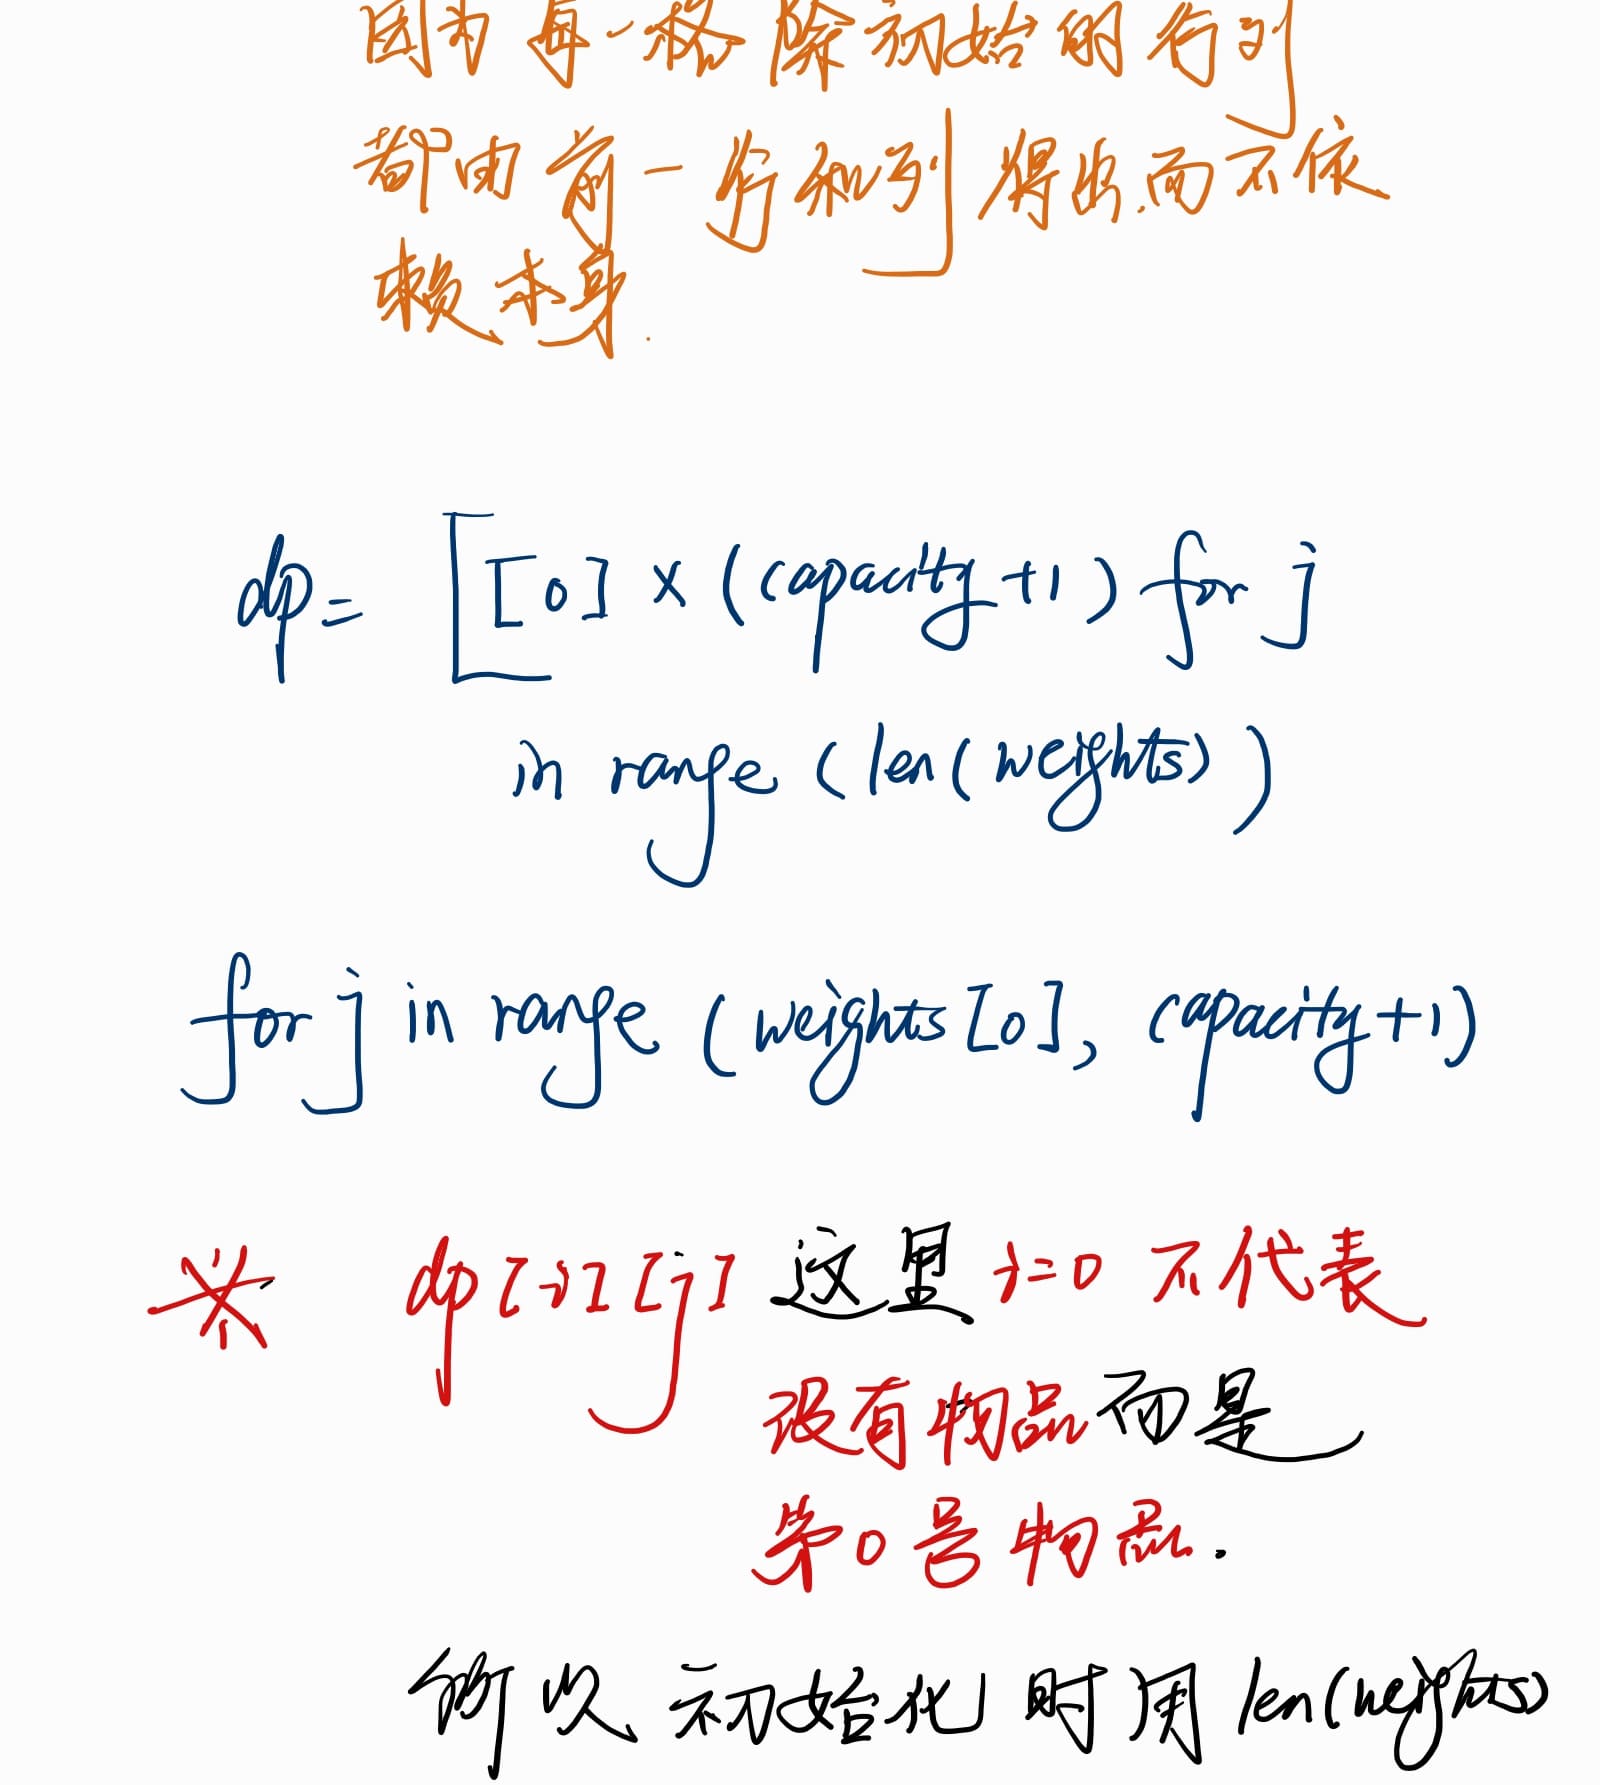 因为每一格除初始的行列
都由前一行和列得出.而不依
赖本身.
dp= [[0]×(capacity+1) for j
in range (len(weights))
for j in range (weights[0], capacity+1)
※ dp[i][j] 这里 i=0 不代表
没有物品而是
第0号物品.
所以初始化时用len(weights)